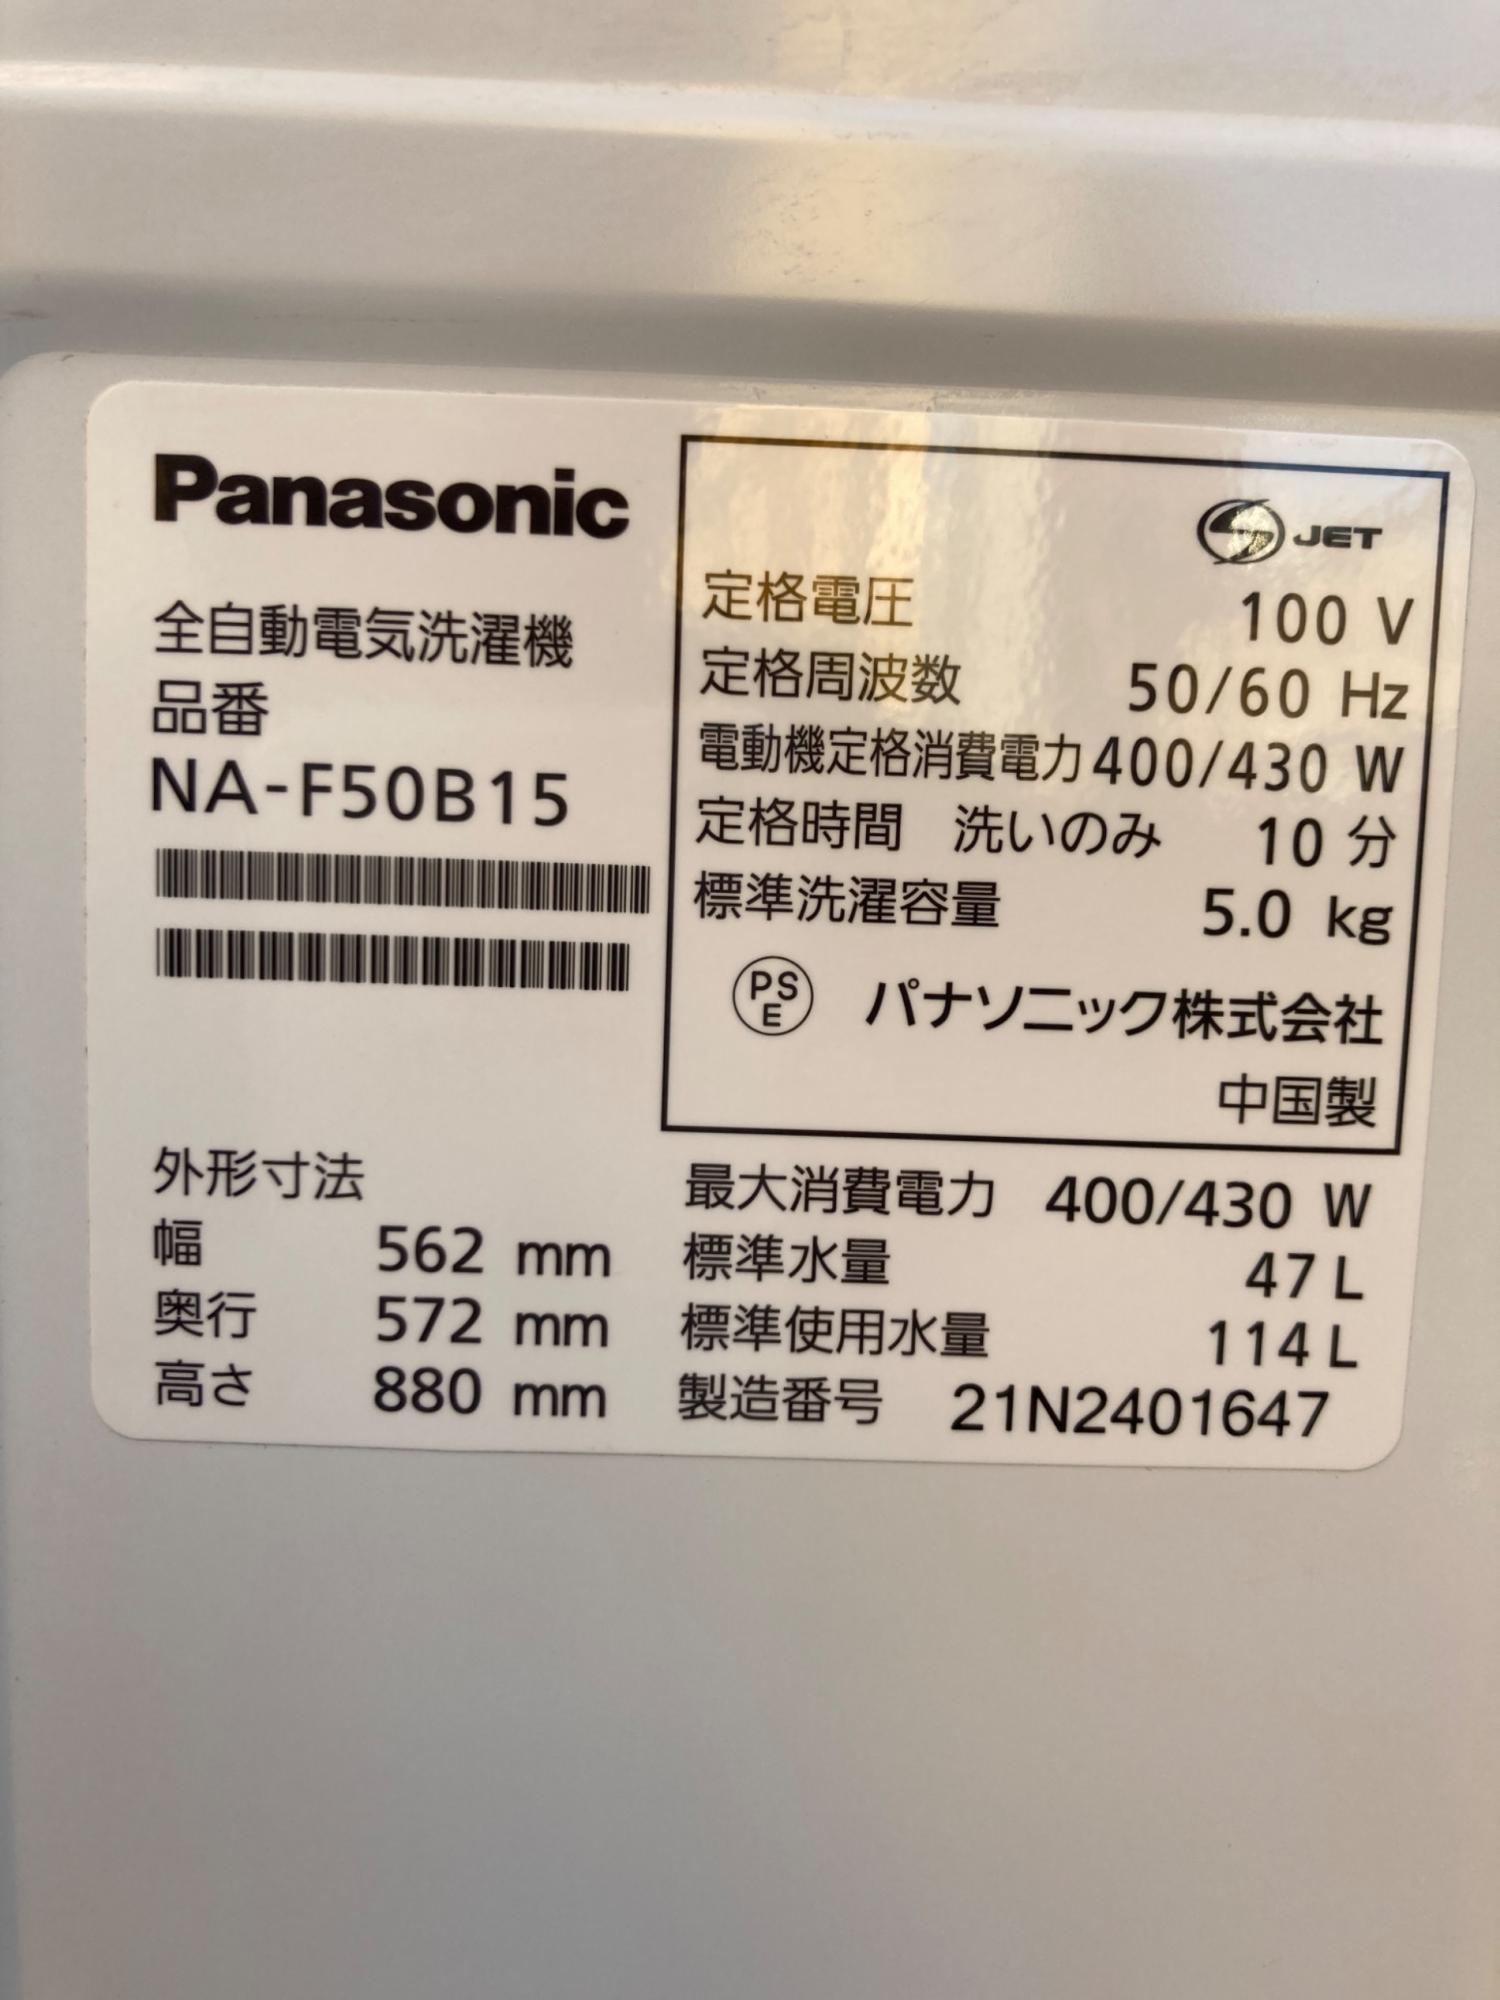 Panasonic
全自動電気洗濯機
品番
NA-F50B15
JET
定格電圧 100 V
定格周波数 50/60 Hz
電動機定格消費電力 400/430 W
定格時間 洗いのみ 10 分
標準洗濯容量 5.0 kg
PS
E
パナソニック株式会社
中国製
外形寸法
幅 562 mm
奥行 572 mm
高さ 880 mm
最大消費電力 400/430 W
標準水量 47 L
標準使用水量 114 L
製造番号 21N2401647